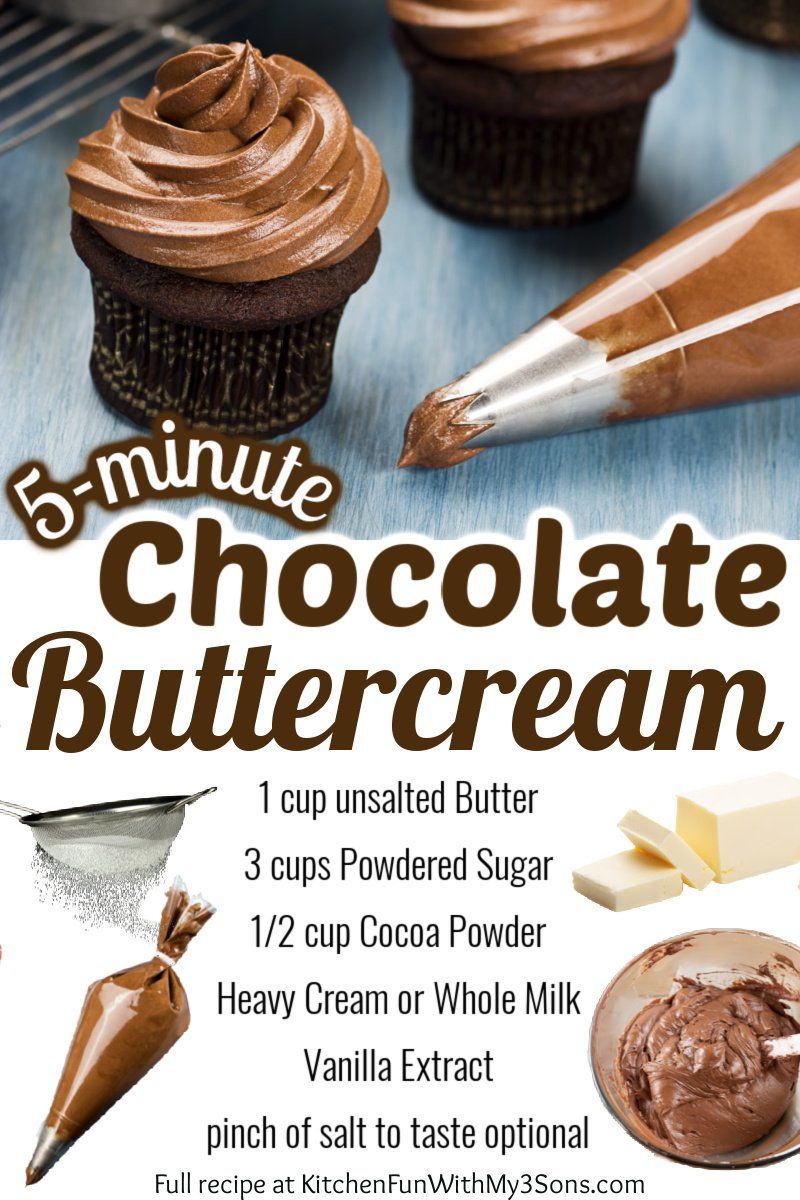 5-minute
Chocolate
Buttercream
1 cup unsalted Butter
3 cups Powdered Sugar
1/2 cup Cocoa Powder
Heavy Cream or Whole Milk
Vanilla Extract
pinch of salt to taste optional
Full recipe at KitchenFunWithMy3Sons.com